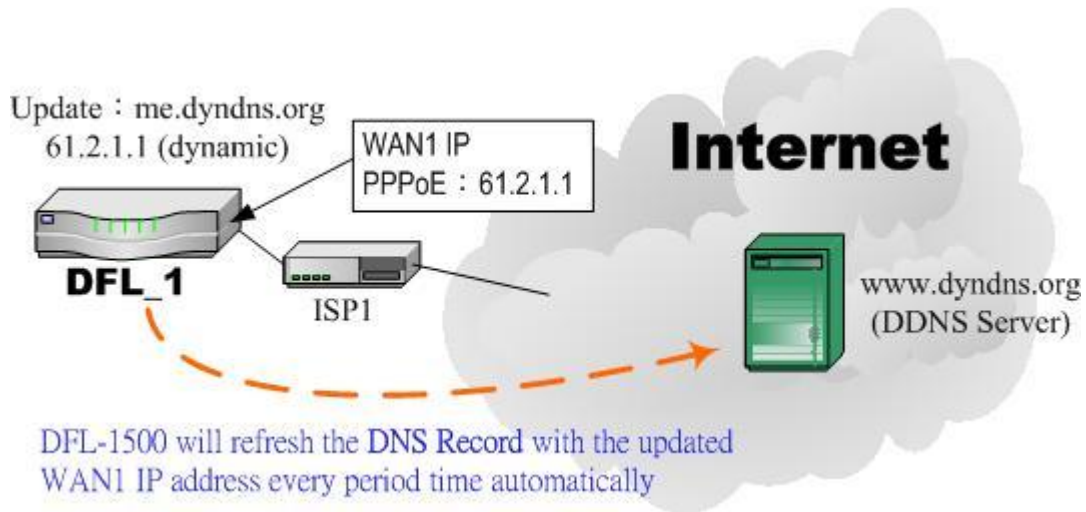 Update：me.dyndns.org
61.2.1.1 (dynamic)
WAN1 IP
PPPoE：61.2.1.1
Internet
DFL_1
ISP1
www.dyndns.org
(DDNS Server)
DFL-1500 will refresh the DNS Record with the updated
WAN1 IP address every period time automatically